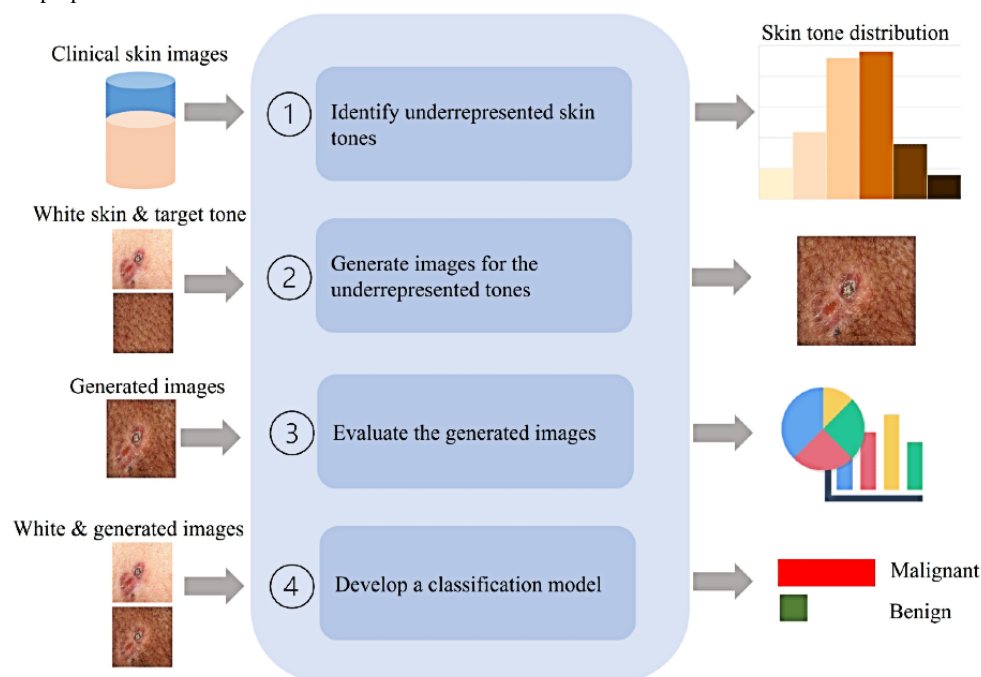 Clinical skin images
Skin tone distribution
1
Identify underrepresented skin
tones
White skin & target tone
2
Generate images for the
underrepresented tones
Generated images
3
Evaluate the generated images
White & generated images
4
Develop a classification model
Malignant
Benign